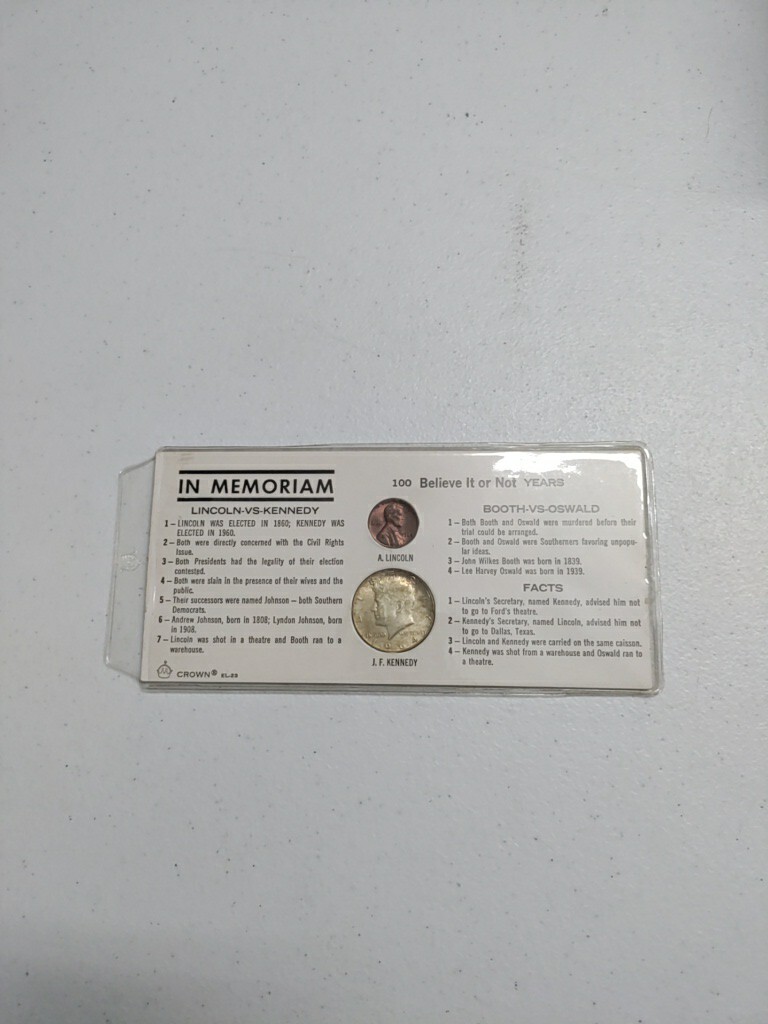 IN MEMORIAM
LINCOLN-VS-KENNEDY
1 – LINCOLN WAS ELECTED IN 1860; KENNEDY WAS
ELECTED IN 1960.
2 – Both were directly concerned with the Civil Rights
Issue.
3 – Both Presidents had the legality of their election
contested.
4 – Both were slain in the presence of their wives and the
public.
5 – Their successors were named Johnson – both Southern
Democrats.
6 – Andrew Johnson, born in 1808; Lyndon Johnson, born
in 1908.
7 – Lincoln was shot in a theatre and Booth ran to a
warehouse.
CROWN® EL-23
100 Believe It or Not YEARS
A. LINCOLN
J. F. KENNEDY
BOOTH-VS-OSWALD
1 – Both Booth and Oswald were murdered before their
trial could be arranged.
2 – Booth and Oswald were Southerners favoring unpopu-
lar ideas.
3 – John Wilkes Booth was born in 1839.
4 – Lee Harvey Oswald was born in 1939.
FACTS
1 – Lincoln's Secretary, named Kennedy, advised him not
to go to Ford's theatre.
2 – Kennedy's Secretary, named Lincoln, advised him not
to go to Dallas, Texas.
3 – Lincoln and Kennedy were carried on the same caisson.
4 – Kennedy was shot from a warehouse and Oswald ran to
a theatre.